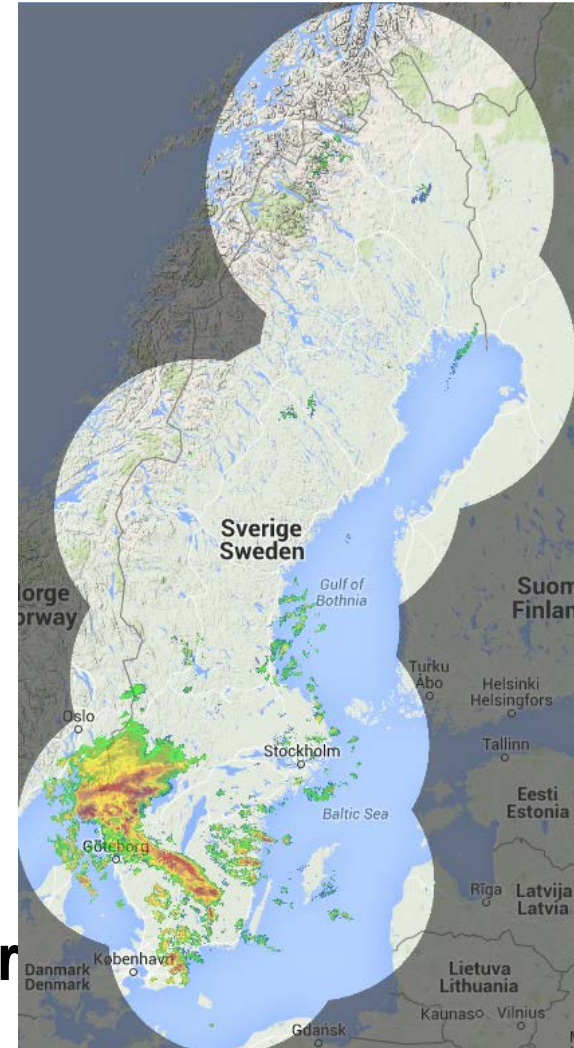 Sverige
Sweden
Gulf of
Bothnia
orge
orway
Suom
Finlan
Turku
Åbo
Helsinki
Helsingfors
Oslo
Stockholm
Tallinn
Eesti
Estonia
Baltic Sea
Göteborg
Rīga
Latvija
Latvia
r
København
Danmark
Denmark
Lietuva
Lithuania
Kaunas
Vilnius
Gdańsk